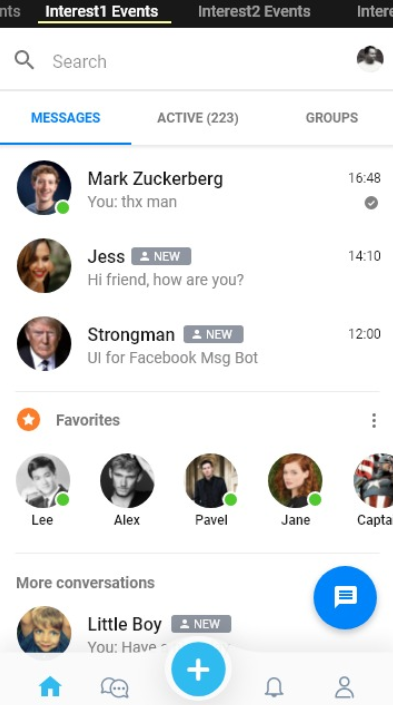 nts Interest1 Events Interest2 Events Intere
Search
MESSAGES ACTIVE (223) GROUPS
Mark Zuckerberg 16:48
You: thx man
Jess NEW 14:10
Hi friend, how are you?
Strongman NEW 12:00
UI for Facebook Msg Bot
Favorites
Lee Alex Pavel Jane Capta
More conversations
Little Boy NEW
You: Have a